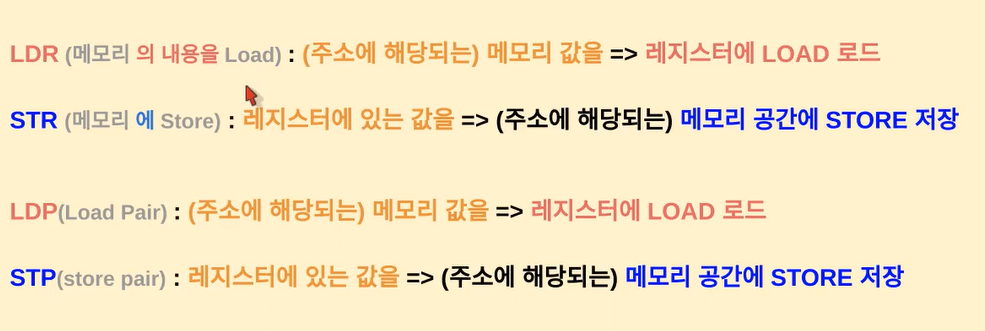 LDR (메모리 의 내용을 Load) : (주소에 해당되는) 메모리 값을 => 레지스터에 LOAD 로드
STR (메모리 에 Store) : 레지스터에 있는 값을 => (주소에 해당되는) 메모리 공간에 STORE 저장
LDP(Load Pair) : (주소에 해당되는) 메모리 값을 => 레지스터에 LOAD 로드
STP(store pair) : 레지스터에 있는 값을 => (주소에 해당되는) 메모리 공간에 STORE 저장